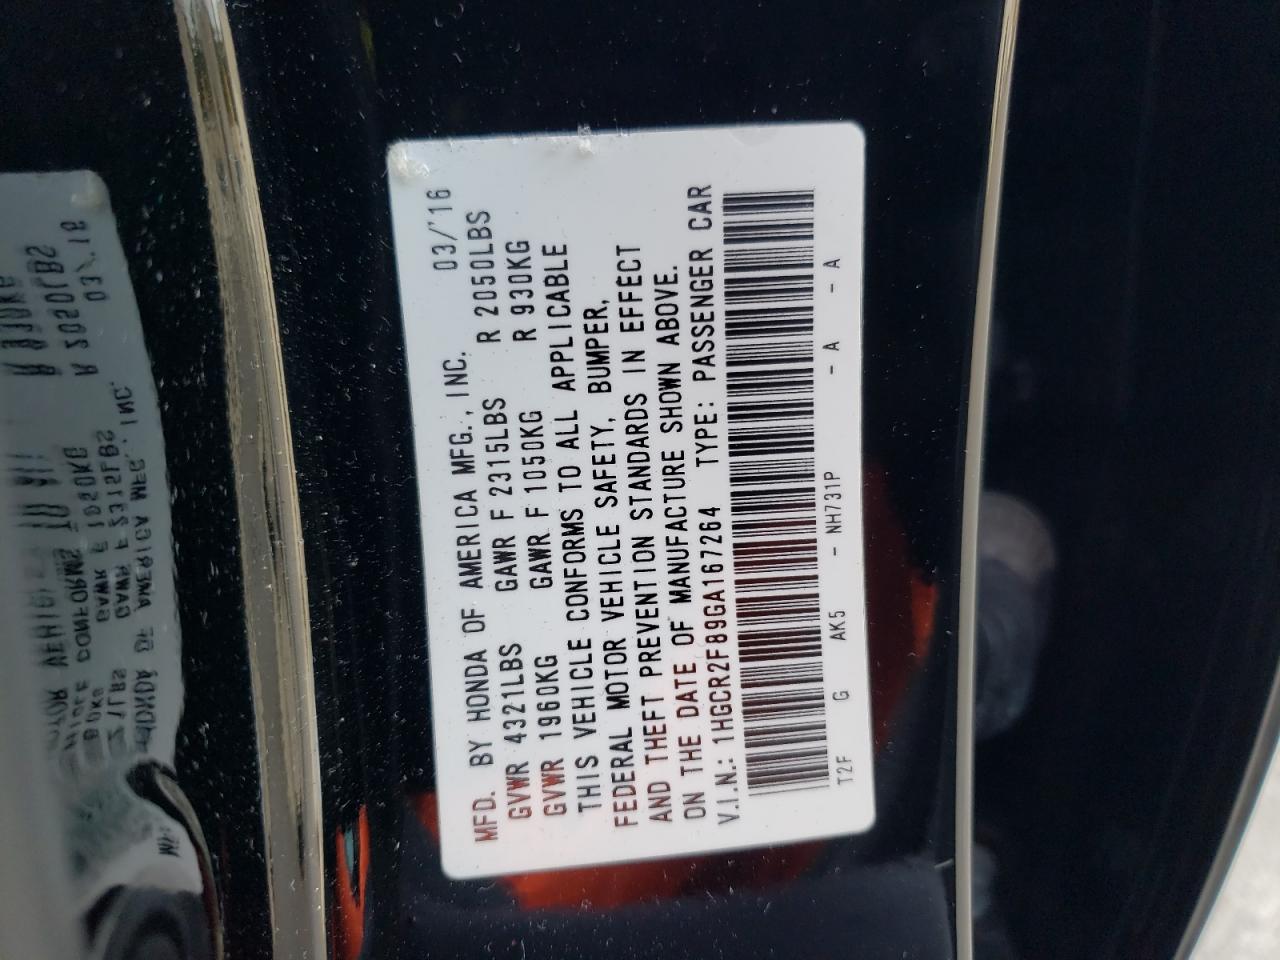 MFD. BY HONDA OF AMERICA MFG., INC. 03/'16
GVWR 4321LBS GAWR F 2315LBS R 2050LBS
GVWR 1960KG GAWR F 1050KG R 930KG
THIS VEHICLE CONFORMS TO ALL APPLICABLE
FEDERAL MOTOR VEHICLE SAFETY, BUMPER,
AND THEFT PREVENTION STANDARDS IN EFFECT
ON THE DATE OF MANUFACTURE SHOWN ABOVE.
V.I.N.: 1HGCR2F89GA167264 TYPE: PASSENGER CAR
T2F G AK5 - NH731P - A - A